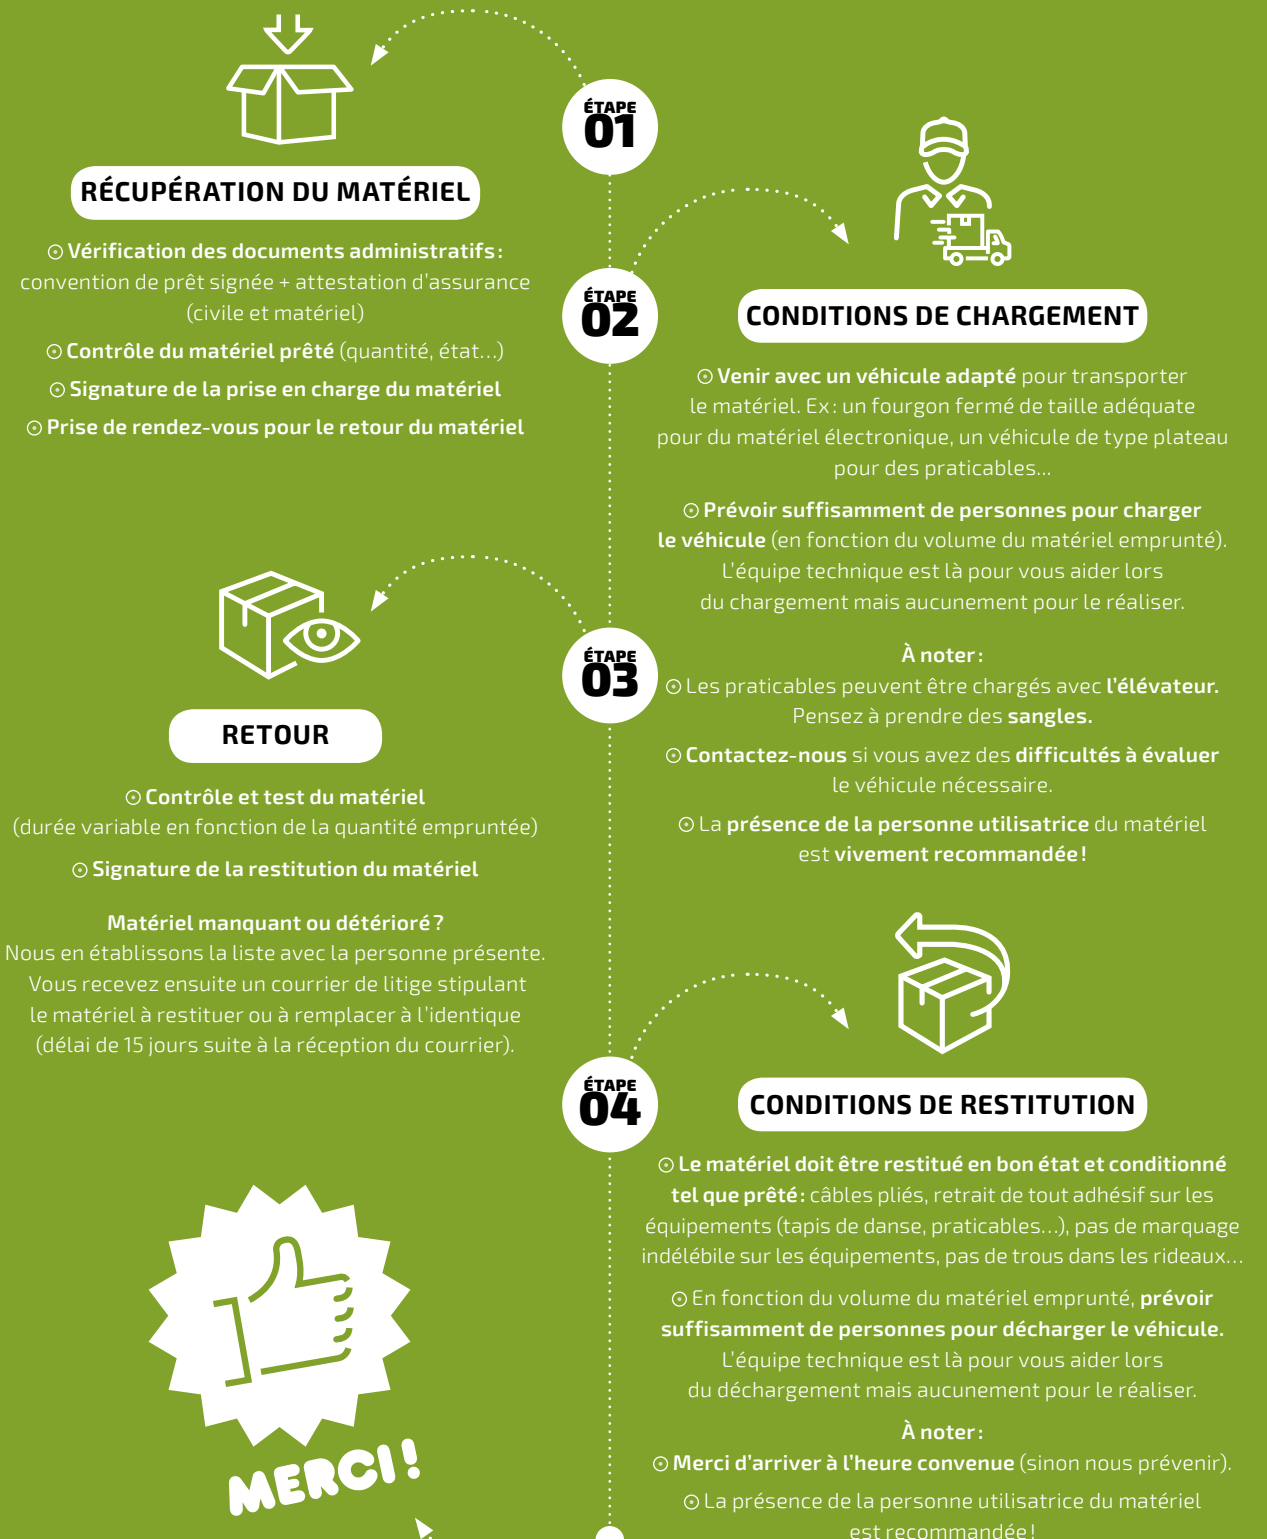 ÉTAPE
01
RÉCUPÉRATION DU MATÉRIEL
⊙ Vérification des documents administratifs :
convention de prêt signée + attestation d'assurance
(civile et matériel)
⊙ Contrôle du matériel prêté (quantité, état…)
⊙ Signature de la prise en charge du matériel
⊙ Prise de rendez-vous pour le retour du matériel
ÉTAPE
02
CONDITIONS DE CHARGEMENT
⊙ Venir avec un véhicule adapté pour transporter
le matériel. Ex : un fourgon fermé de taille adéquate
pour du matériel électronique, un véhicule de type plateau
pour des praticables...
⊙ Prévoir suffisamment de personnes pour charger
le véhicule (en fonction du volume du matériel emprunté).
L'équipe technique est là pour vous aider lors
du chargement mais aucunement pour le réaliser.
À noter :
⊙ Les praticables peuvent être chargés avec l'élévateur.
Pensez à prendre des sangles.
⊙ Contactez-nous si vous avez des difficultés à évaluer
le véhicule nécessaire.
⊙ La présence de la personne utilisatrice du matériel
est vivement recommandée !
ÉTAPE
03
RETOUR
⊙ Contrôle et test du matériel
(durée variable en fonction de la quantité empruntée)
⊙ Signature de la restitution du matériel
Matériel manquant ou détérioré ?
Nous en établissons la liste avec la personne présente.
Vous recevez ensuite un courrier de litige stipulant
le matériel à restituer ou à remplacer à l'identique
(délai de 15 jours suite à la réception du courrier).
ÉTAPE
04
CONDITIONS DE RESTITUTION
⊙ Le matériel doit être restitué en bon état et conditionné
tel que prêté : câbles pliés, retrait de tout adhésif sur les
équipements (tapis de danse, praticables…), pas de marquage
indélébile sur les équipements, pas de trous dans les rideaux…
⊙ En fonction du volume du matériel emprunté, prévoir
suffisamment de personnes pour décharger le véhicule.
L'équipe technique est là pour vous aider lors
du déchargement mais aucunement pour le réaliser.
À noter :
⊙ Merci d'arriver à l'heure convenue (sinon nous prévenir).
⊙ La présence de la personne utilisatrice du matériel
est recommandée !
MERCI !